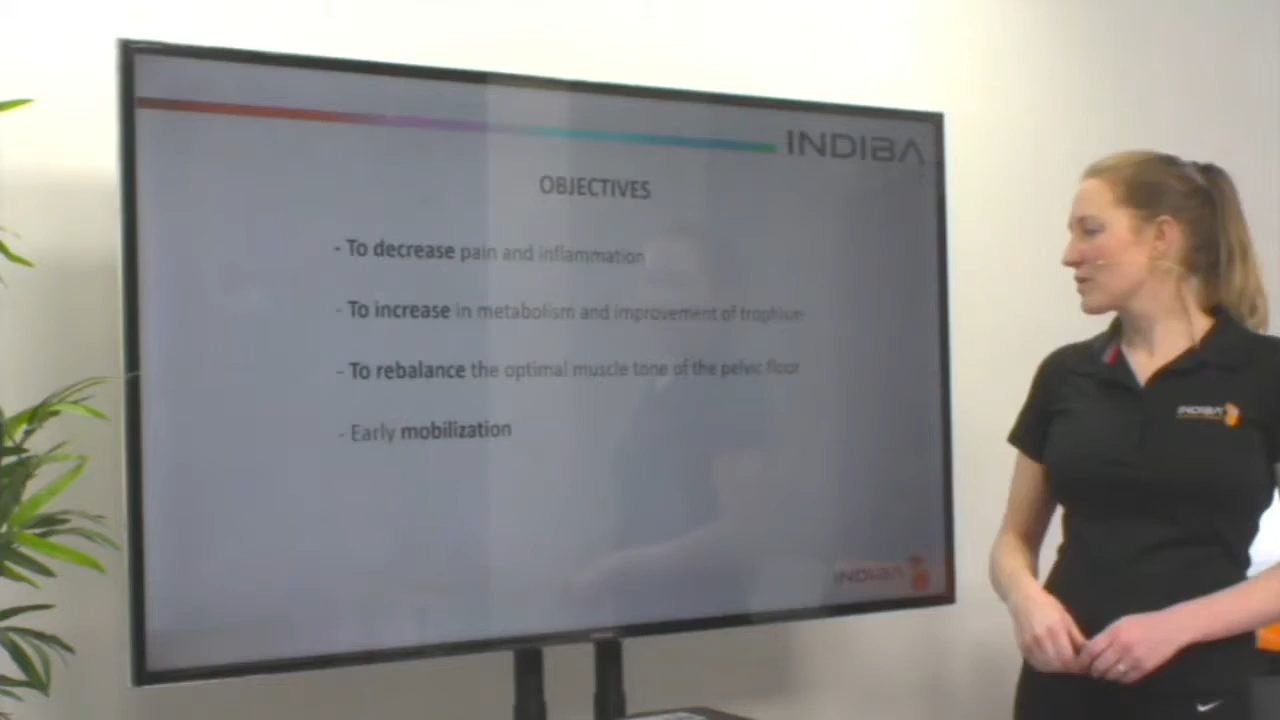 INDIBA
OBJECTIVES
- To decrease pain and inflammation
- To increase in metabolism and improvement of trophism
- To rebalance the optimal muscle tone of the pelvic floor
- Early mobilization
INDIBA
INDIBA